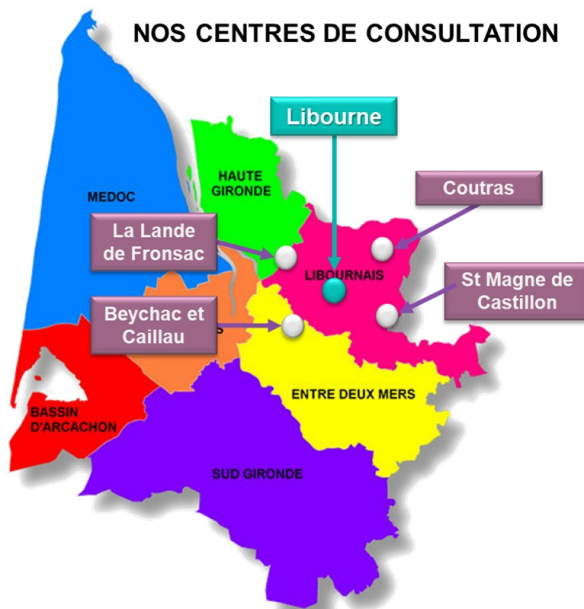 NOS CENTRES DE CONSULTATION
Libourne
HAUTE
GIRONDE
Coutras
MEDOC
La Lande
de Fronsac
LIBOURNAIS
St Magne de
Castillon
Beychac et
Caillau
ENTRE DEUX MERS
BASSIN
D'ARCACHON
SUD GIRONDE